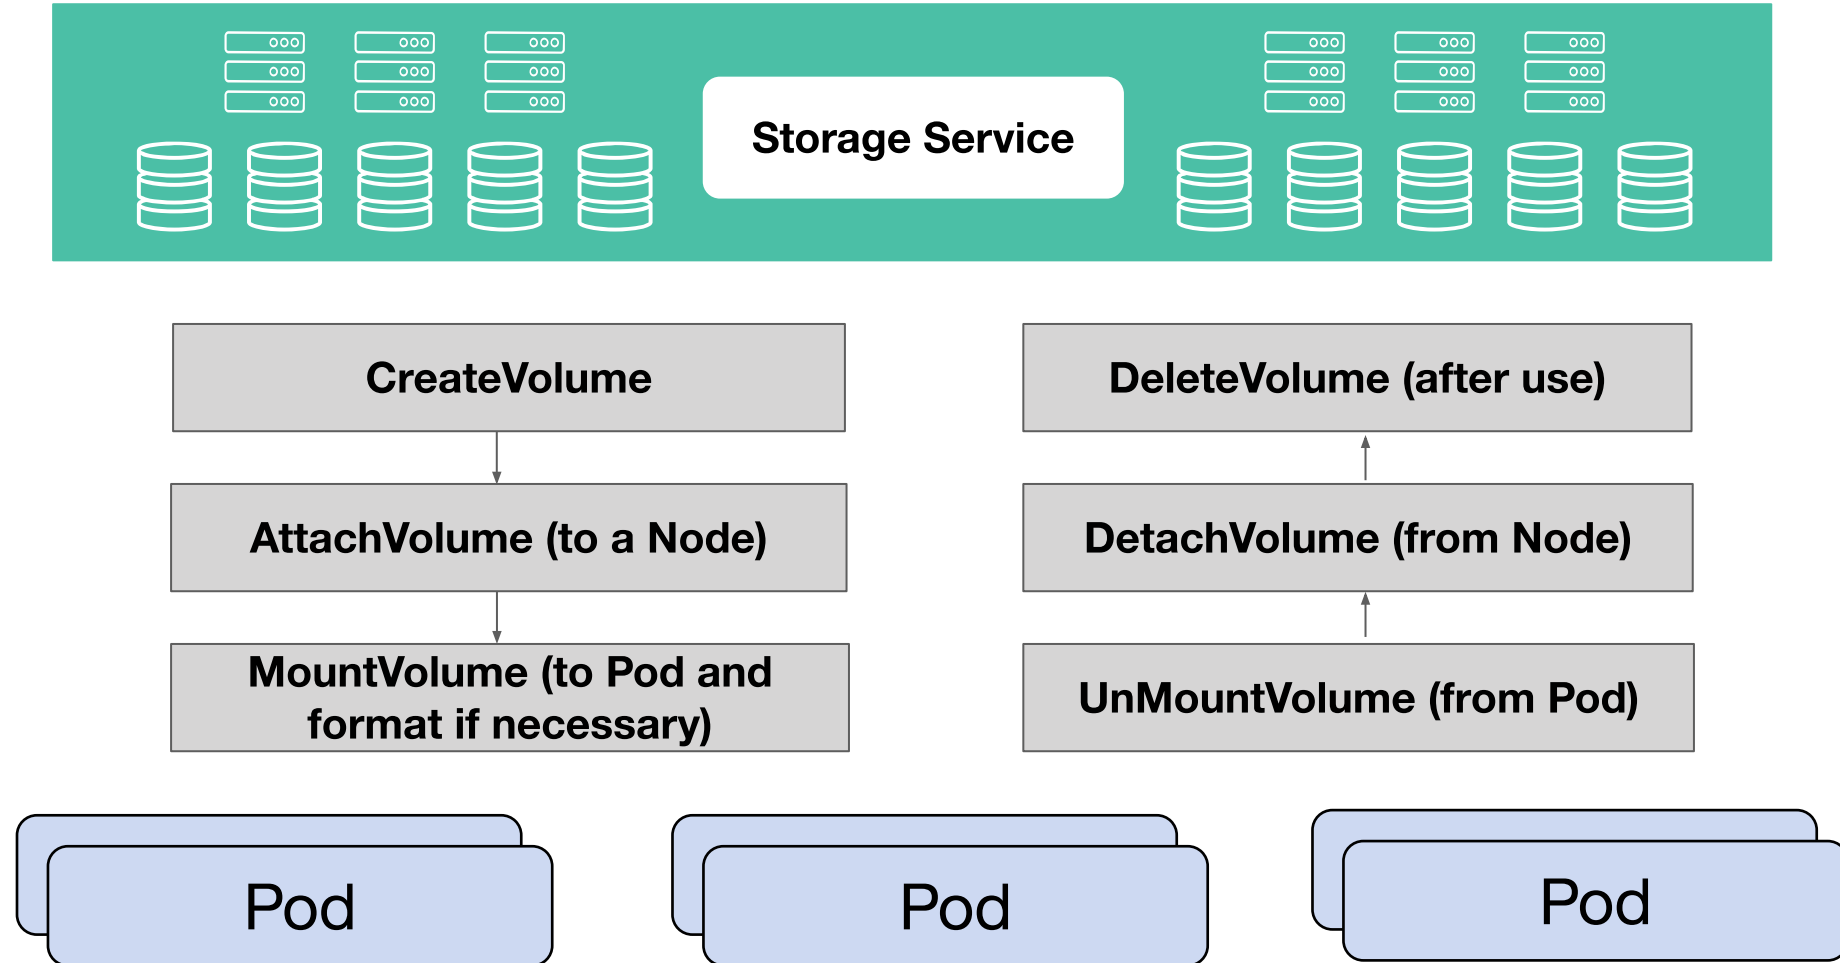 Storage Service
CreateVolume
DeleteVolume (after use)
AttachVolume (to a Node)
DetachVolume (from Node)
MountVolume (to Pod and
format if necessary)
UnMountVolume (from Pod)
Pod
Pod
Pod